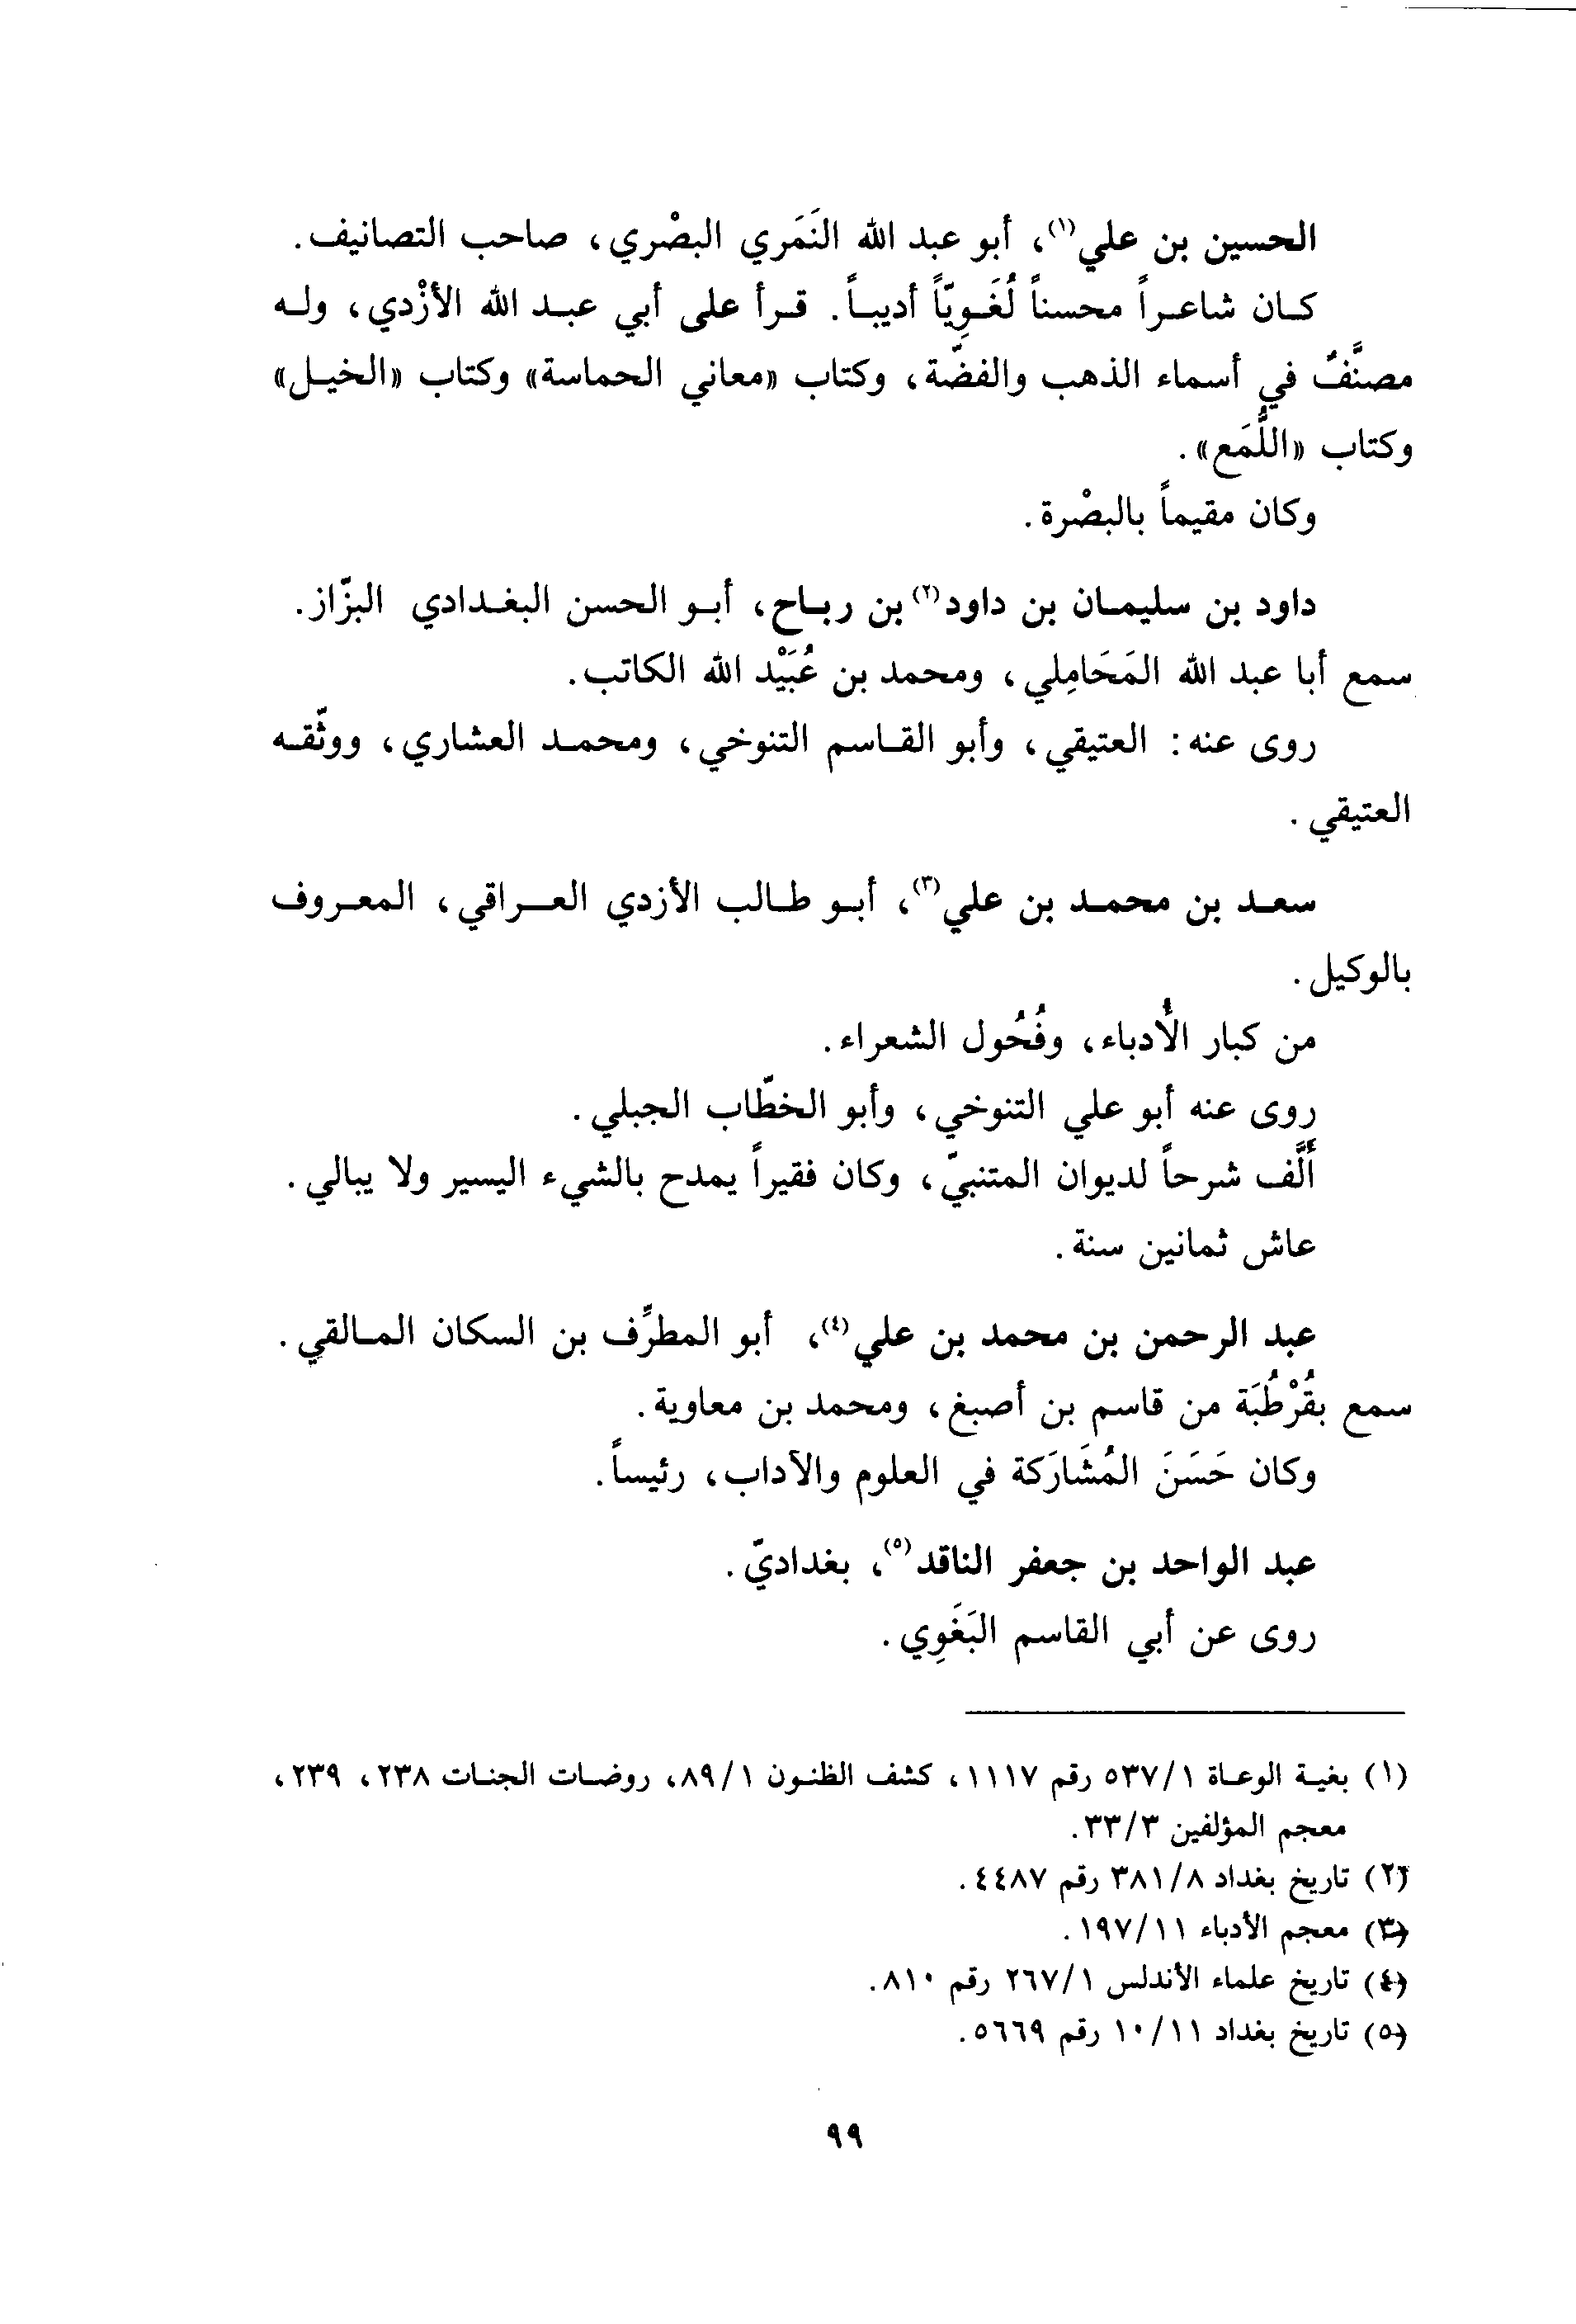 الحسين بن علي(١)، أبو عبد الله النَمَري البصْري، صاحب التصانيف.
كان شاعراً محسناً لُغَوِيّاً أديباً. قرأ على أبي عبد الله الأزْدي، وله
مصنَّفُ في أسماء الذهب والفضّة، وكتاب «معاني الحماسة» وكتاب «الخيل»
وكتاب «اللُّمَع».
وكان مقيماً بالبصْرة.
داود بن سليمان بن داود(٢) بن رباح، أبو الحسن البغدادي البزّاز.
سمع أبا عبد الله المَحَامِلي، ومحمد بن عُبَيْد الله الكاتب.
روى عنه: العتيقي، وأبو القاسم التنوخي، ومحمد العشاري، ووثّقه
العتيقي.
سعد بن محمد بن علي(٣)، أبو طالب الأزدي العراقي، المعروف
بالوكيل.
من كبار الأُدباء، وفُحُول الشعراء.
روى عنه أبو علي التنوخي، وأبو الخطّاب الجبلي.
ألَّف شرحاً لديوان المتنبيّ، وكان فقيراً يمدح بالشيء اليسير ولا يبالي.
عاش ثمانين سنة.
عبد الرحمن بن محمد بن علي(٤)، أبو المطرِّف بن السكان المالقي.
سمع بقُرْطُبَة من قاسم بن أصبغ، ومحمد بن معاوية.
وكان حَسَنَ المُشَارَكة في العلوم والآداب، رئيساً.
عبد الواحد بن جعفر الناقد(٥)، بغداديّ.
روى عن أبي القاسم البَغَوِي.
(١) بغية الوعاة ٥٣٧/١ رقم ١١١٧، كشف الظنون ٨٩/١، روضات الجنات ٢٣٨، ٢٣٩،
معجم المؤلفين ٣٣/٣.
(٢) تاريخ بغداد ٣٨١/٨ رقم ٤٤٨٧.
(٣) معجم الأدباء ١٩٧/١١.
(٤) تاريخ علماء الأندلس ٢٦٧/١ رقم ٨١٠.
(٥) تاريخ بغداد ١٠/١١ رقم ٥٦٦٩.
٩٩